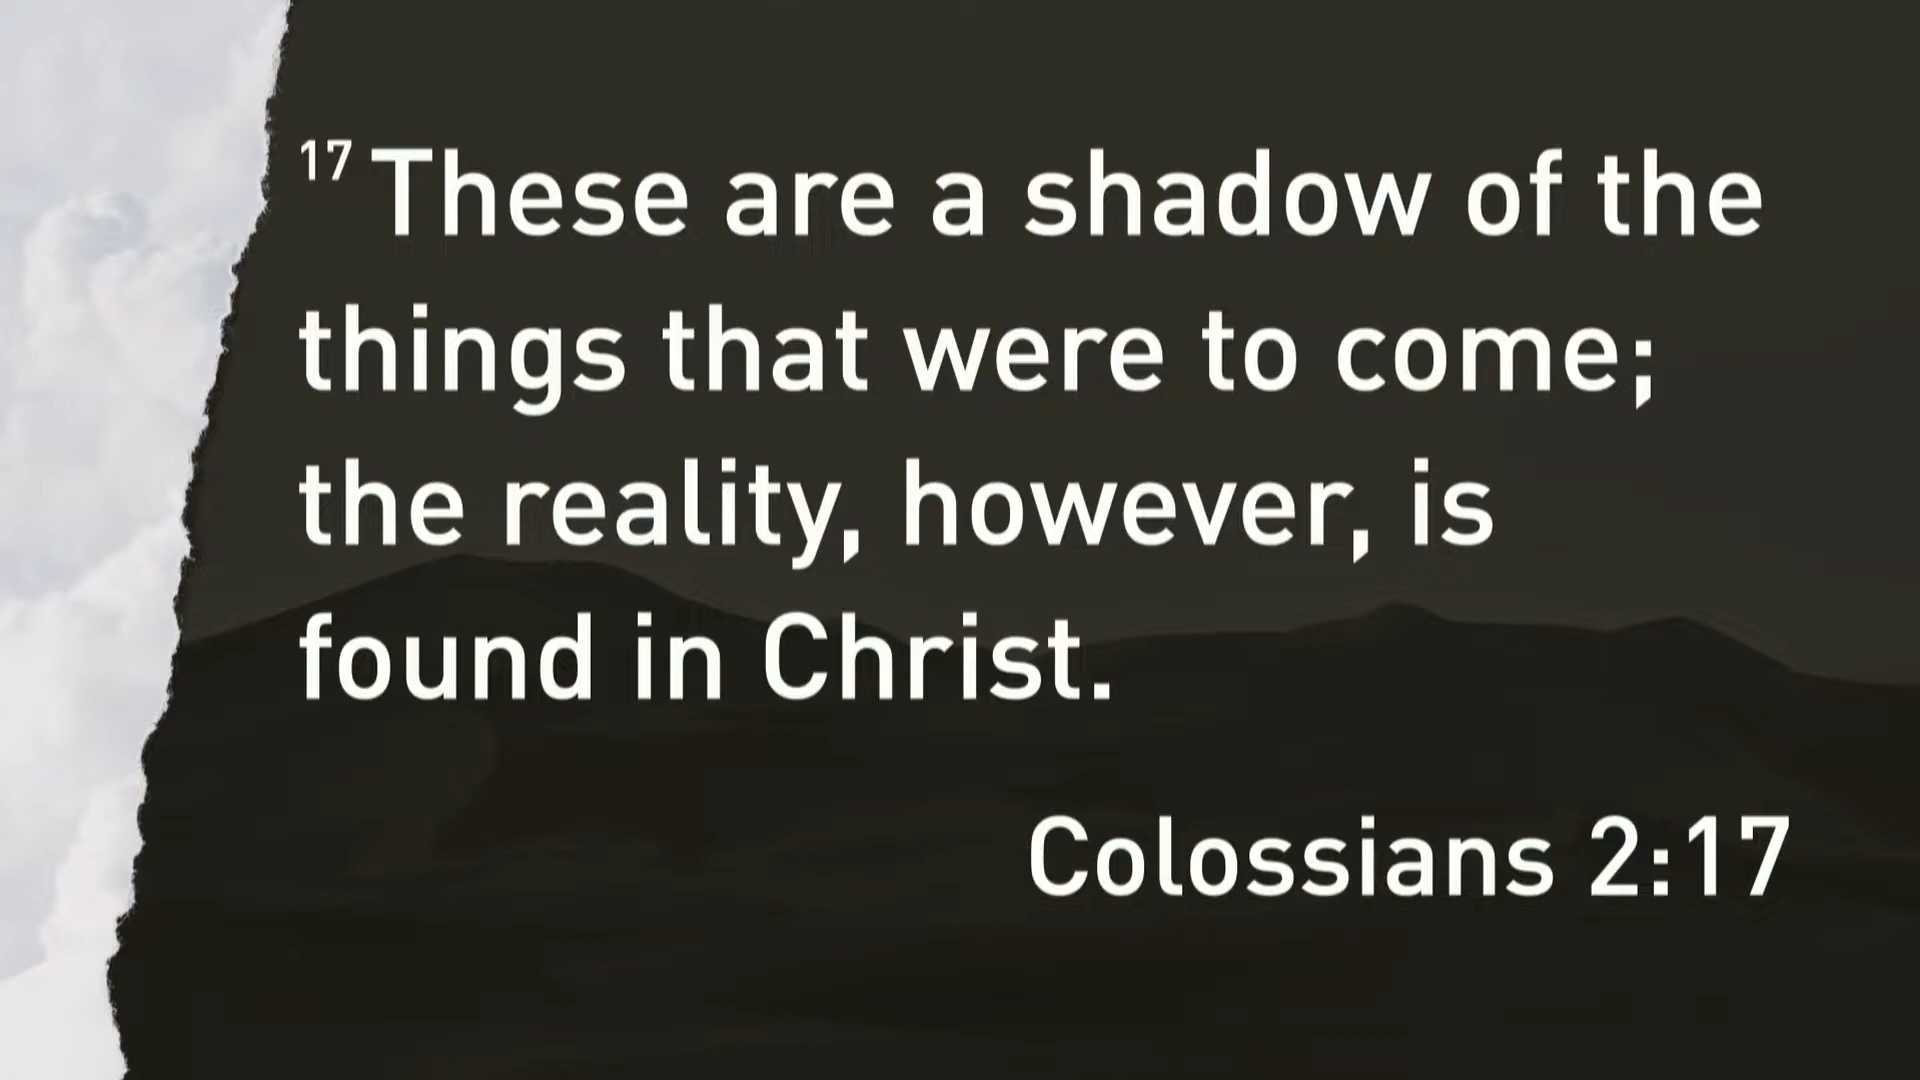 17 These are a shadow of the
things that were to come;
the reality, however, is
found in Christ.
Colossians 2:17